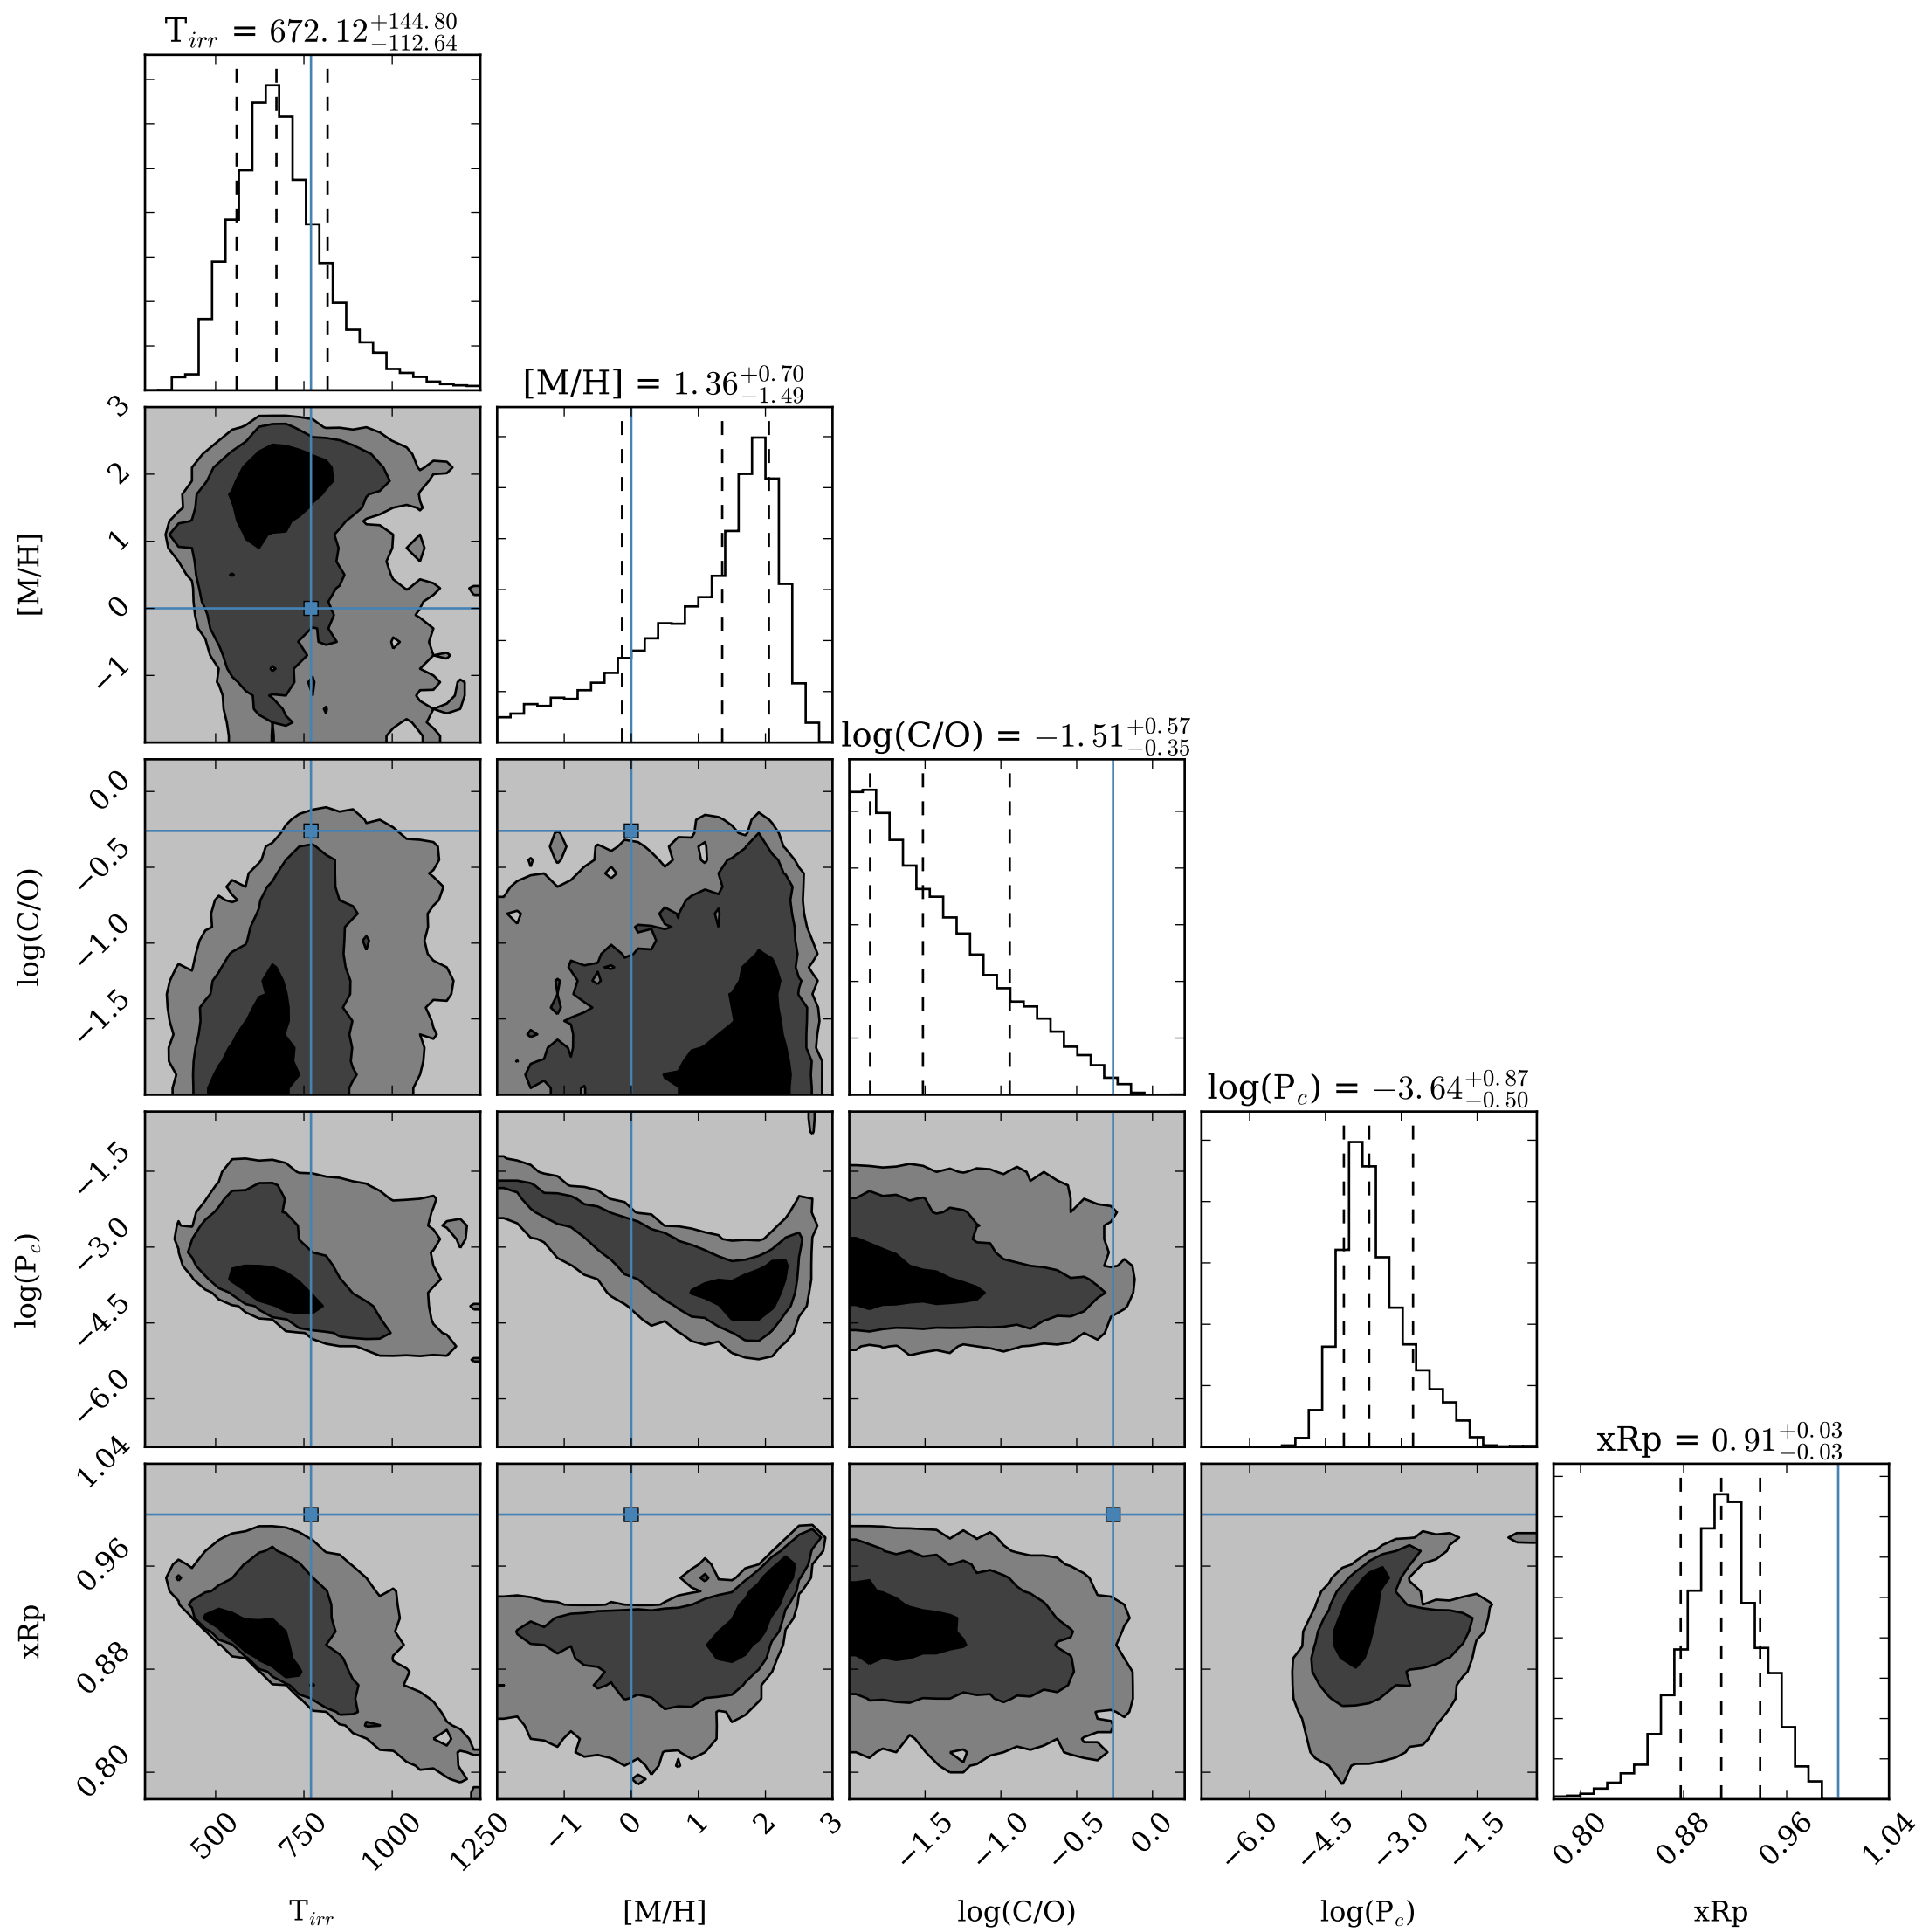 T_irr = 672.12^{+144.80}_{-112.64}
[M/H] = 1.36^{+0.70}_{-1.49}
3
2
1
0
−1
[M/H]
log(C/O) = −1.51^{+0.57}_{-0.35}
0.0
−0.5
−1.0
−1.5
log(C/O)
log(P_c) = −3.64^{+0.87}_{-0.50}
−1.5
−3.0
−4.5
−6.0
log(P_c)
xRp = 0.91^{+0.03}_{-0.03}
1.04
0.96
0.88
0.80
xRp
500 750 1000 1250 −1 0 1 2 3 −1.5 −1.0 −0.5 0.0 −6.0 −4.5 −3.0 −1.5 0.80 0.88 0.96 1.04
T_irr [M/H] log(C/O) log(P_c) xRp